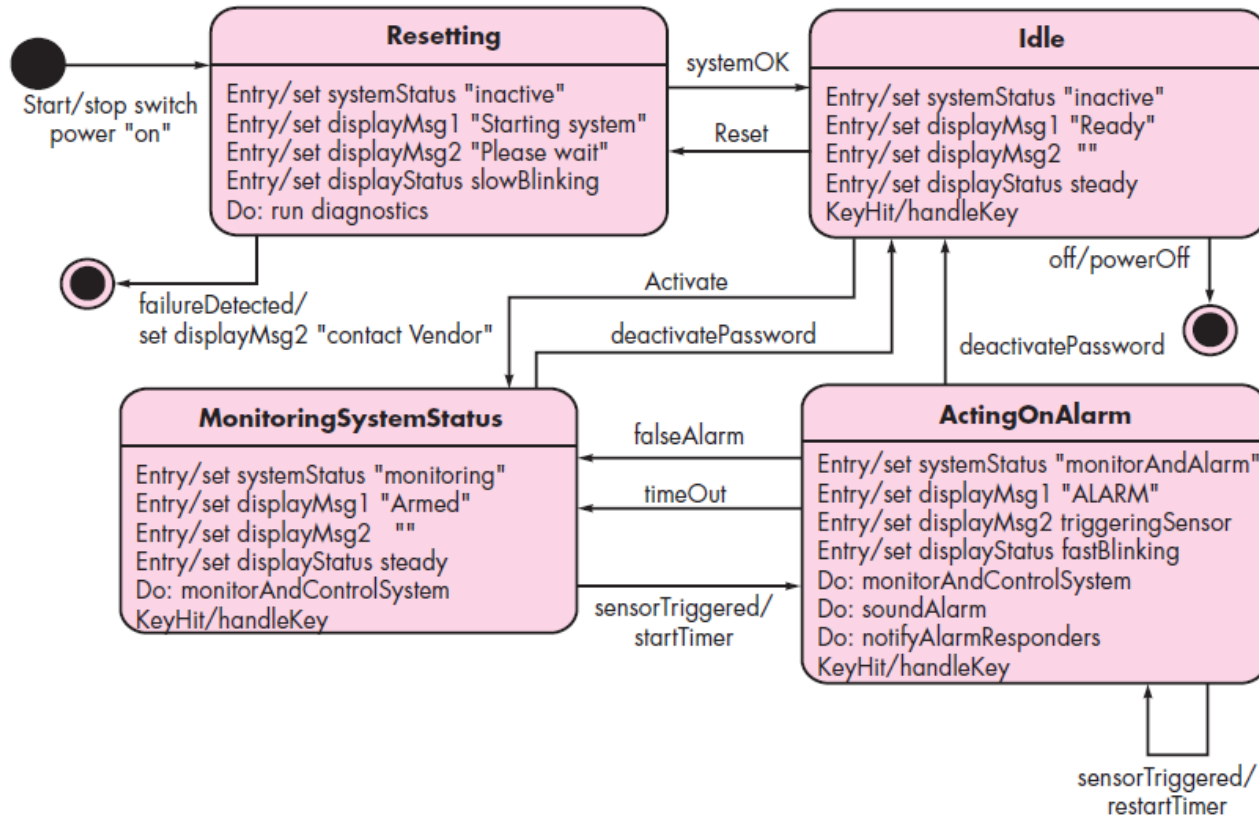 Resetting
Entry/set systemStatus "inactive"
Entry/set displayMsg1 "Starting system"
Entry/set displayMsg2 "Please wait"
Entry/set displayStatus slowBlinking
Do: run diagnostics
Start/stop switch
power "on"
systemOK
Reset
Idle
Entry/set systemStatus "inactive"
Entry/set displayMsg1 "Ready"
Entry/set displayMsg2 ""
Entry/set displayStatus steady
KeyHit/handleKey
failureDetected/
set displayMsg2 "contact Vendor"
Activate
deactivatePassword
off/powerOff
deactivatePassword
MonitoringSystemStatus
Entry/set systemStatus "monitoring"
Entry/set displayMsg1 "Armed"
Entry/set displayMsg2 ""
Entry/set displayStatus steady
Do: monitorAndControlSystem
KeyHit/handleKey
falseAlarm
timeOut
sensorTriggered/
startTimer
ActingOnAlarm
Entry/set systemStatus "monitorAndAlarm"
Entry/set displayMsg1 "ALARM"
Entry/set displayMsg2 triggeringSensor
Entry/set displayStatus fastBlinking
Do: monitorAndControlSystem
Do: soundAlarm
Do: notifyAlarmResponders
KeyHit/handleKey
sensorTriggered/
restartTimer